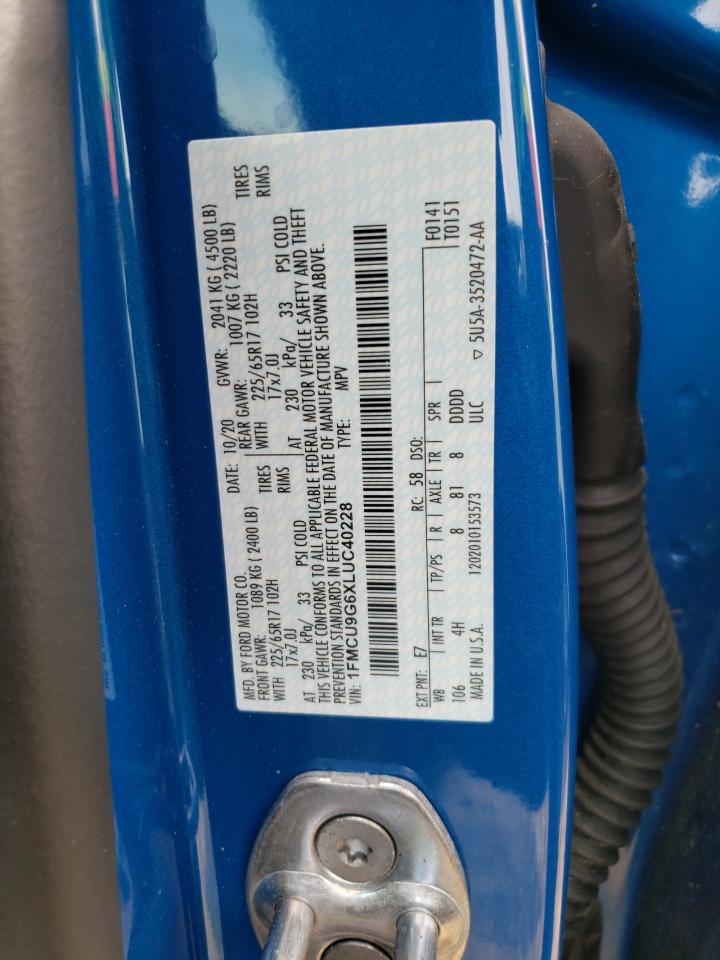 MFD. BY FORD MOTOR CO. DATE: 10/20 GVWR: 2041 KG ( 4500 LB)
FRONT GAWR: 1089 KG (2400 LB) REAR GAWR: 1007 KG ( 2220 LB)
WITH 225/65R17 102H TIRES WITH 225/65R17 102H TIRES
17x7.0J RIMS 17x7.0J RIMS
AT 230 kPa/ 33 PSI COLD AT 230 kPa/ 33 PSI COLD
THIS VEHICLE CONFORMS TO ALL APPLICABLE FEDERAL MOTOR VEHICLE SAFETY AND THEFT
PREVENTION STANDARDS IN EFFECT ON THE DATE OF MANUFACTURE SHOWN ABOVE.
VIN: 1FMCU9G6XLUC40228 TYPE: MPV
EXT PNT: E7 RC: 58 DSO: F0141
WB INT TR TP/PS R AXLE TR SPR T0151
106 4H 8 81 8 DDDD
MADE IN U.S.A. 1202010153573 ULC ▽ 5U5A-3520472-AA